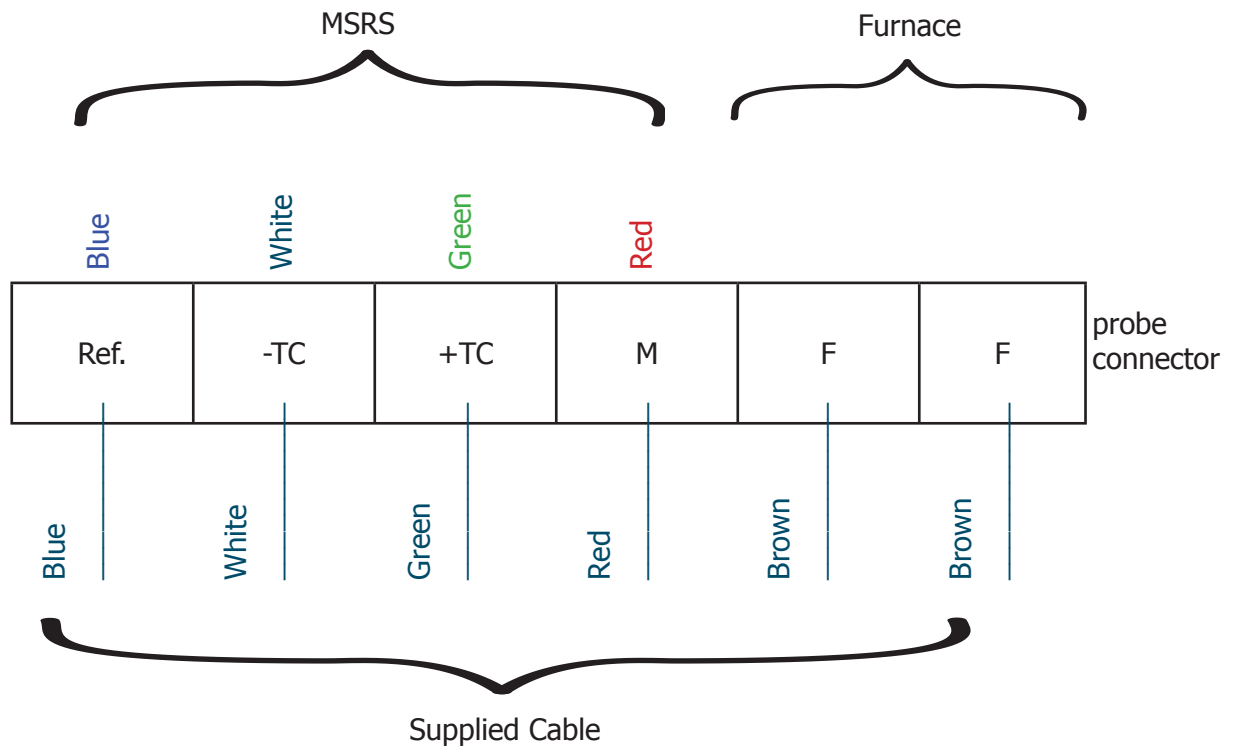 MSRS
Furnace
Blue
White
Green
Red
Ref.
-TC
+TC
M
F
F
probe
connector
Blue
White
Green
Red
Brown
Brown
Supplied Cable